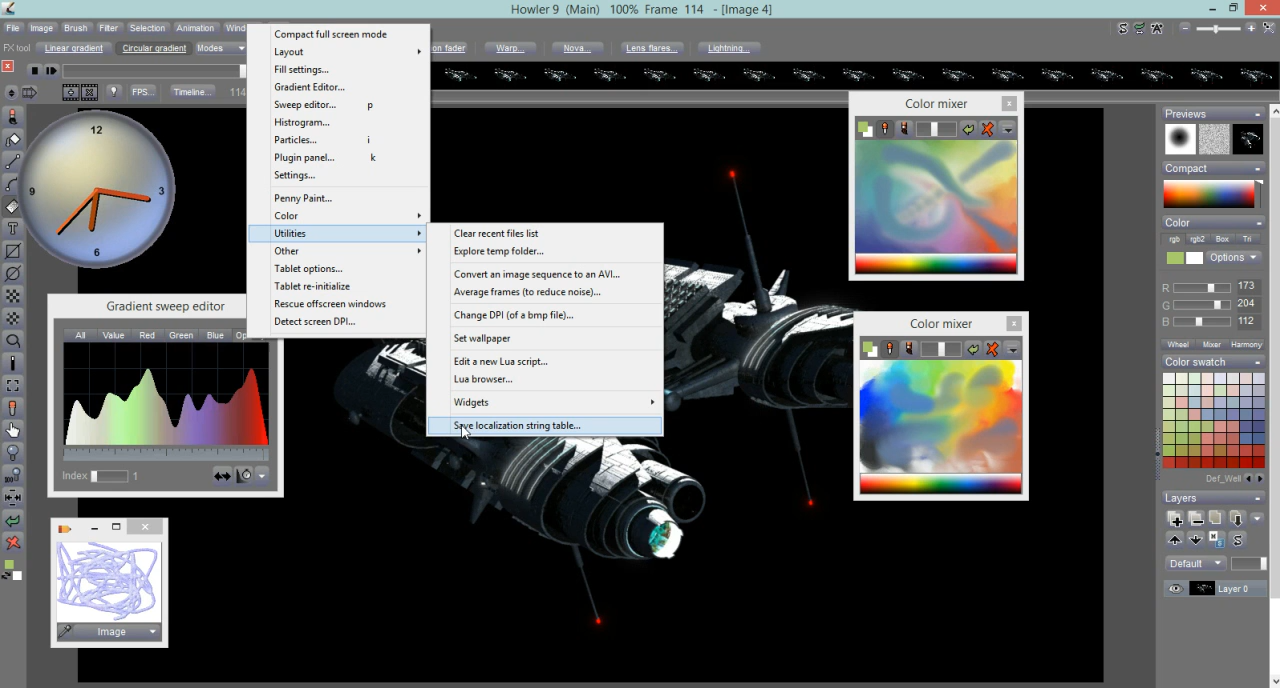 Howler 9 (Main) 100% Frame 114 - [Image 4]
File Image Brush Filter Selection Animation
FX tool Linear gradient Circular gradient Modes
on fader Warp... Nova... Lens flares... Lightning...
FPS... Timeline... 114
12
3
6
9
Compact full screen mode
Layout
Fill settings...
Gradient Editor...
Sweep editor... p
Histrogram...
Particles... i
Plugin panel... k
Settings...
Penny Paint...
Color
Utilities
Other
Tablet options...
Tablet re-initialize
Rescue offscreen windows
Detect screen DPI...
Clear recent files list
Explore temp folder...
Convert an image sequence to an AVI...
Average frames (to reduce noise)...
Change DPI (of a bmp file)...
Set wallpaper
Edit a new Lua script...
Lua browser...
Widgets
Save localization string table...
Gradient sweep editor
All Value Red Green Blue
Index 1
Image
Color mixer
Color mixer
Previews
Compact
Color
rgb rgb2 Box Tri
Options
R 173
G 204
B 112
Wheel Mixer Harmony
Color swatch
Def_Well
Layers
Default
Layer 0